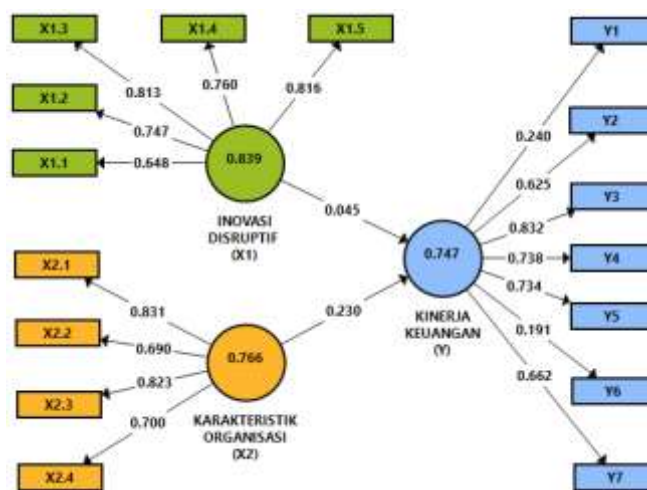 X1.3
X1.4
X1.5
Y1
0.813
0.760
0.816
X1.2
0.747
0.240
Y2
X1.1
0.648
0.839
0.625
INOVASI
DISRUPTIF
(X1)
0.045
0.832
Y3
X2.1
0.747
0.738
Y4
0.734
0.831
0.230
KINERJA
KEUANGAN
(Y)
Y5
X2.2
0.690
0.766
0.191
0.823
0.662
Y6
X2.3
0.700
KARAKTERISTIK
ORGANISASI
(X2)
X2.4
Y7